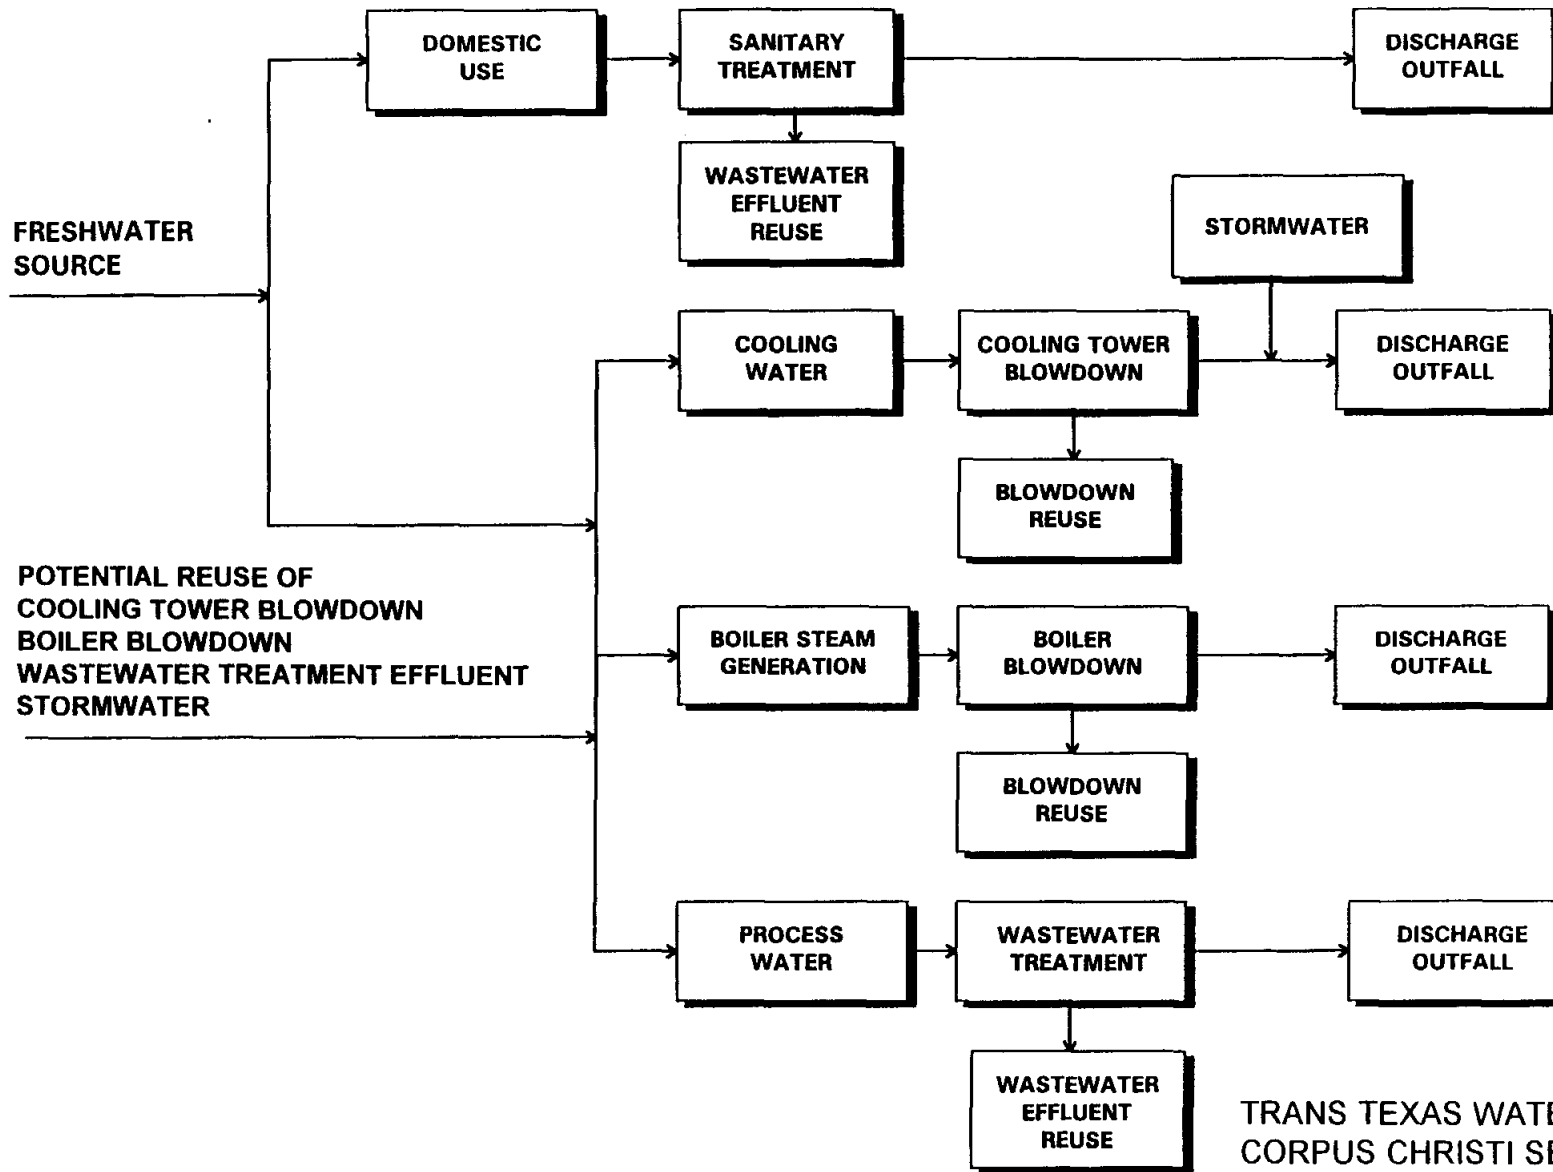 DOMESTIC
USE
SANITARY
TREATMENT
DISCHARGE
OUTFALL
WASTEWATER
EFFLUENT
REUSE
STORMWATER
FRESHWATER
SOURCE
COOLING
WATER
COOLING TOWER
BLOWDOWN
DISCHARGE
OUTFALL
BLOWDOWN
REUSE
POTENTIAL REUSE OF
COOLING TOWER BLOWDOWN
BOILER BLOWDOWN
WASTEWATER TREATMENT EFFLUENT
STORMWATER
BOILER STEAM
GENERATION
BOILER
BLOWDOWN
DISCHARGE
OUTFALL
BLOWDOWN
REUSE
PROCESS
WATER
WASTEWATER
TREATMENT
DISCHARGE
OUTFALL
WASTEWATER
EFFLUENT
REUSE
TRANS TEXAS
CORPUS CHRISTI